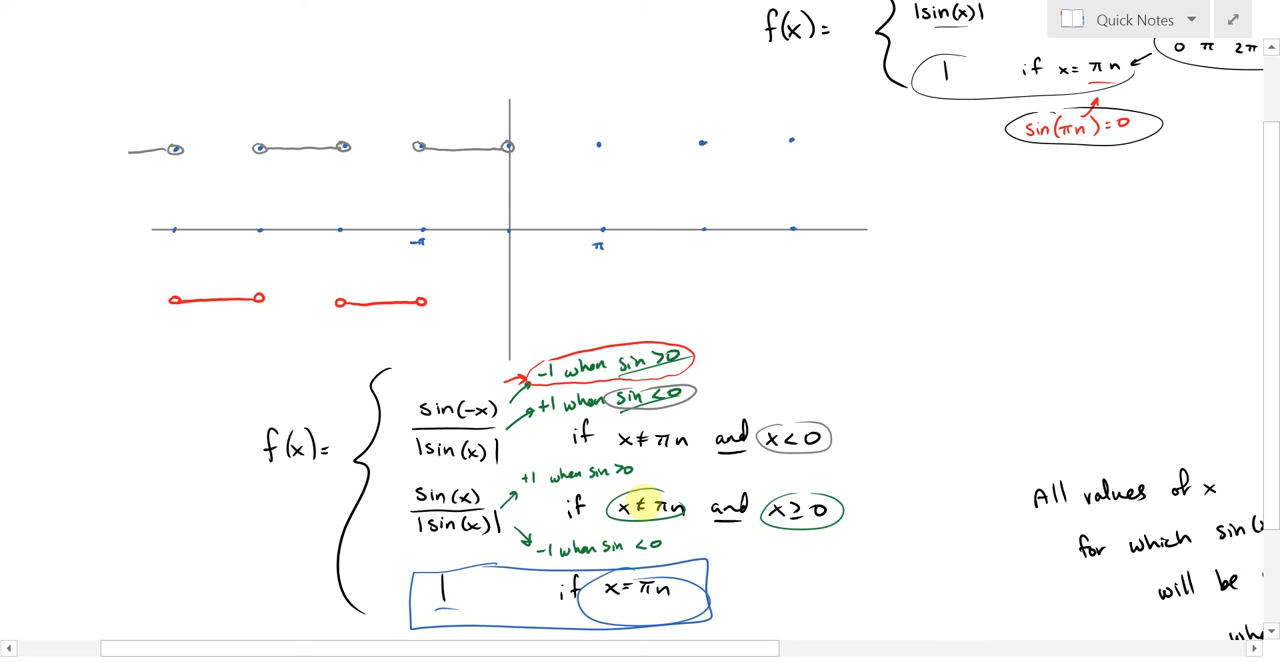 |sin(x)|
Quick Notes
f(x)= {
0 π 2π
1 if x= πn
sin(πn)=0
-π π
-1 when sin >0
+1 when sin <0
sin(-x)
|sin(x)|
if x≠πn and x<0
f(x)= {
+1 when sin >0
sin(x)
|sin(x)|
if x≠πn and x≥0
-1 when sin <0
1 if x=πn
All values of x
for which sin(
will be